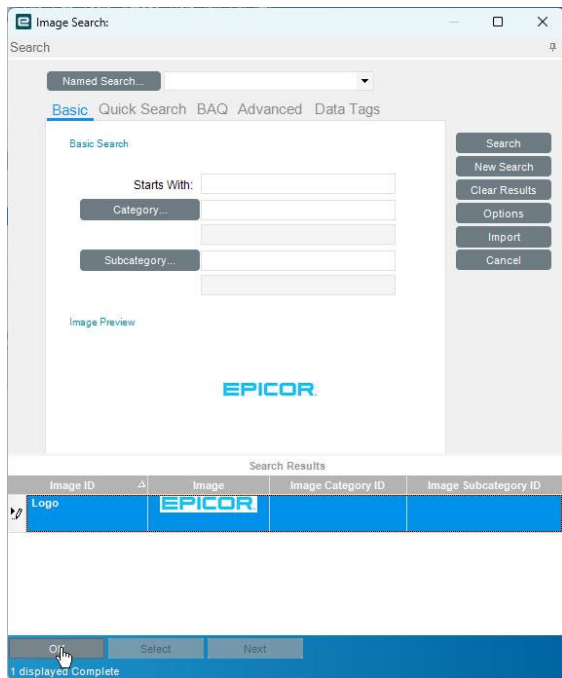 Image Search:
Search
Named Search...
Basic Quick Search BAQ Advanced Data Tags
Basic Search
Search
New Search
Starts With:
Clear Results
Category...
Options
Import
Subcategory...
Cancel
Image Preview
EPICOR
Search Results
Image ID Image Image Category ID Image Subcategory ID
Logo EPICOR
Select Next
1 displayed Complete